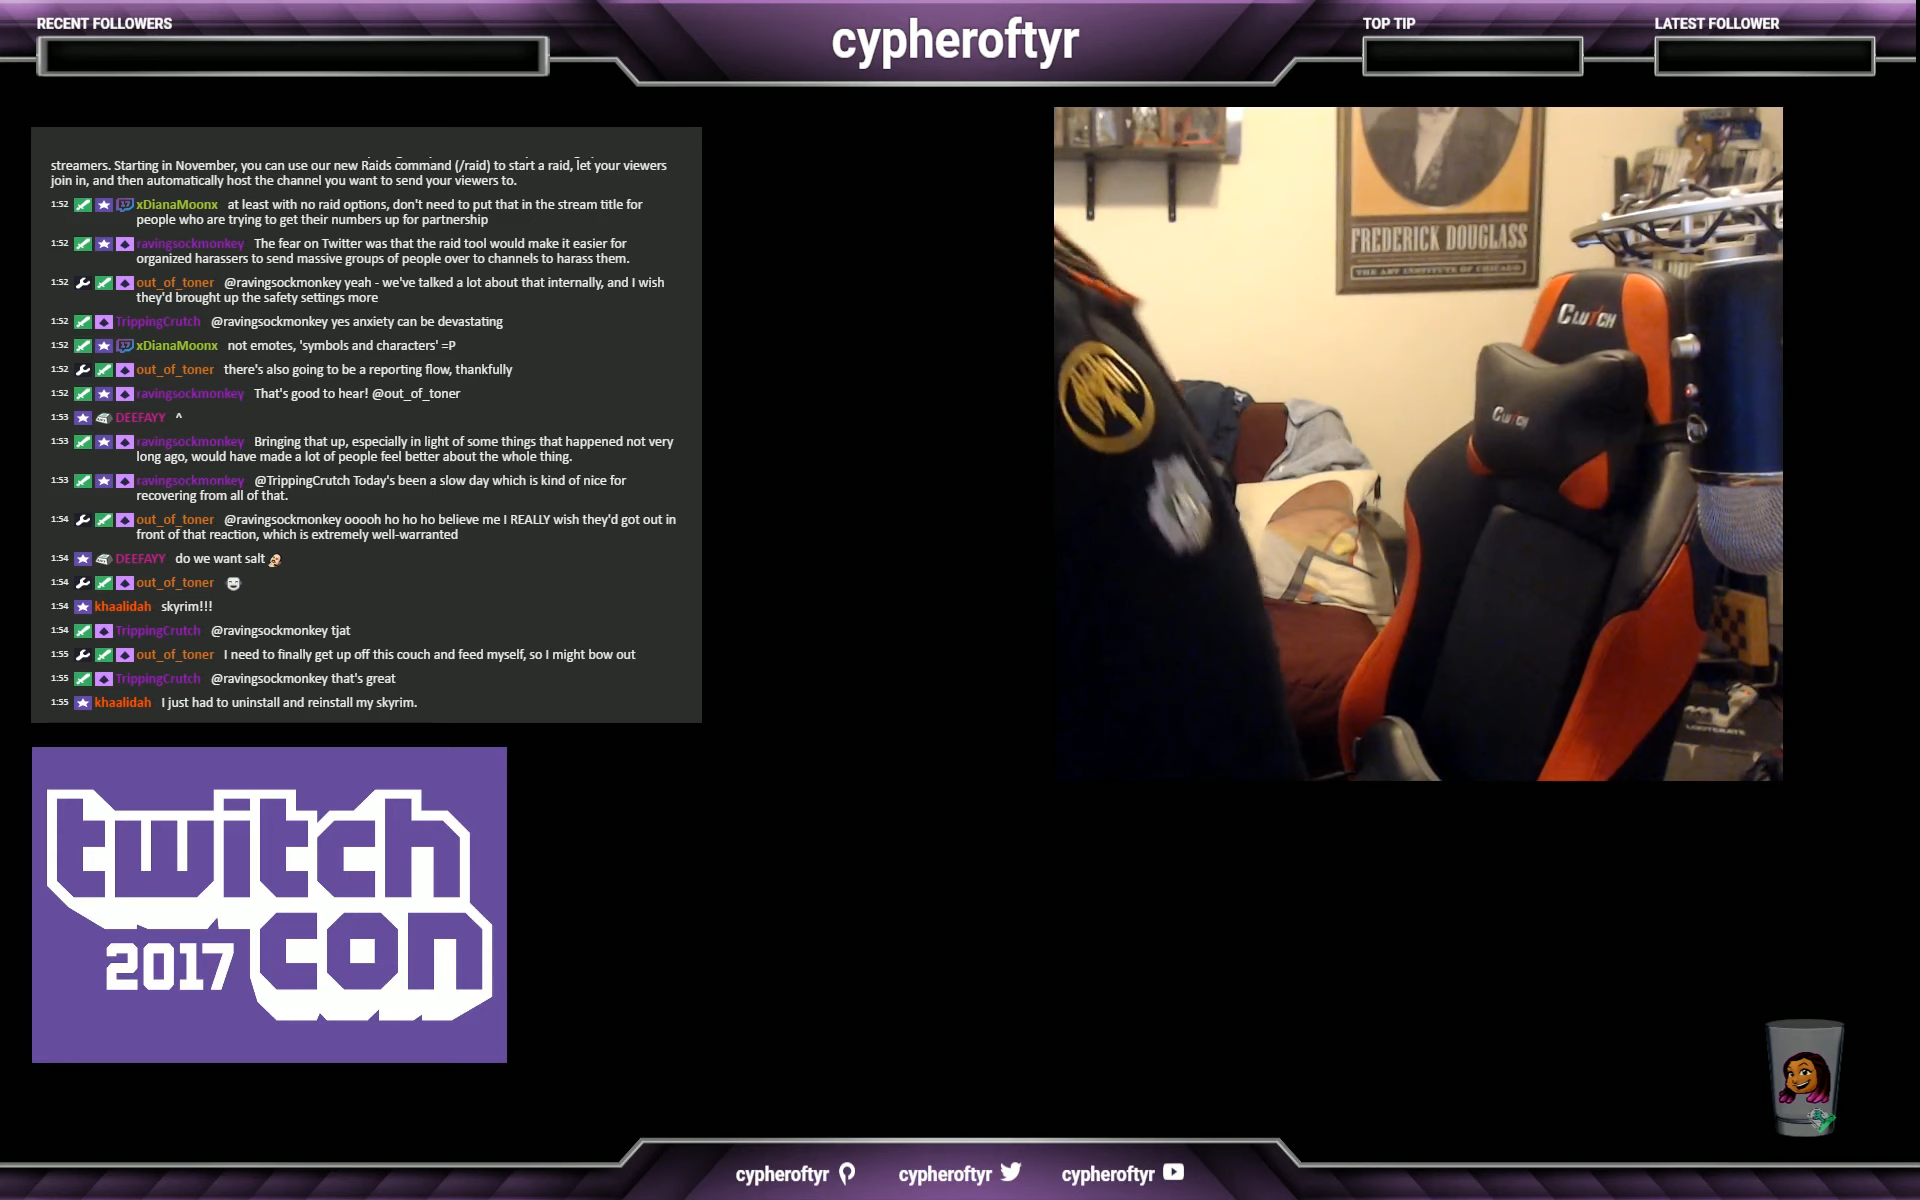 RECENT FOLLOWERS
cypheroftyr
TOP TIP
LATEST FOLLOWER
streamers. Starting in November, you can use our new Raids command (/raid) to start a raid, let your viewers
join in, and then automatically host the channel you want to send your viewers to.
1:52 xDianaMoonx at least with no raid options, don't need to put that in the stream title for
people who are trying to get their numbers up for partnership
1:52 ravingsockmonkey The fear on Twitter was that the raid tool would make it easier for
organized harassers to send massive groups of people over to channels to harass them.
1:52 out_of_toner @ravingsockmonkey yeah - we've talked a lot about that internally, and I wish
they'd brought up the safety settings more
1:52 TrippingCrutch @ravingsockmonkey yes anxiety can be devastating
1:52 xDianaMoonx not emotes, 'symbols and characters' =P
1:52 out_of_toner there's also going to be a reporting flow, thankfully
1:52 ravingsockmonkey That's good to hear! @out_of_toner
1:53 DEEFAYY ^
1:53 ravingsockmonkey Bringing that up, especially in light of some things that happened not very
long ago, would have made a lot of people feel better about the whole thing.
1:53 ravingsockmonkey @TrippingCrutch Today's been a slow day which is kind of nice for
recovering from all of that.
1:54 out_of_toner @ravingsockmonkey ooooh ho ho ho believe me I REALLY wish they'd got out in
front of that reaction, which is extremely well-warranted
1:54 DEEFAYY do we want salt
1:54 out_of_toner
1:54 khaalidah skyrim!!!
1:54 TrippingCrutch @ravingsockmonkey tjat
1:55 out_of_toner I need to finally get up off this couch and feed myself, so I might bow out
1:55 TrippingCrutch @ravingsockmonkey that's great
1:55 khaalidah I just had to uninstall and reinstall my skyrim.
FREDERICK DOUGLASS
THE ART INSTITUTE OF CHICAGO
CLUTCH
CLUTCH
LOOTCRATE
twitch
con
2017
cypheroftyr cypheroftyr cypheroftyr